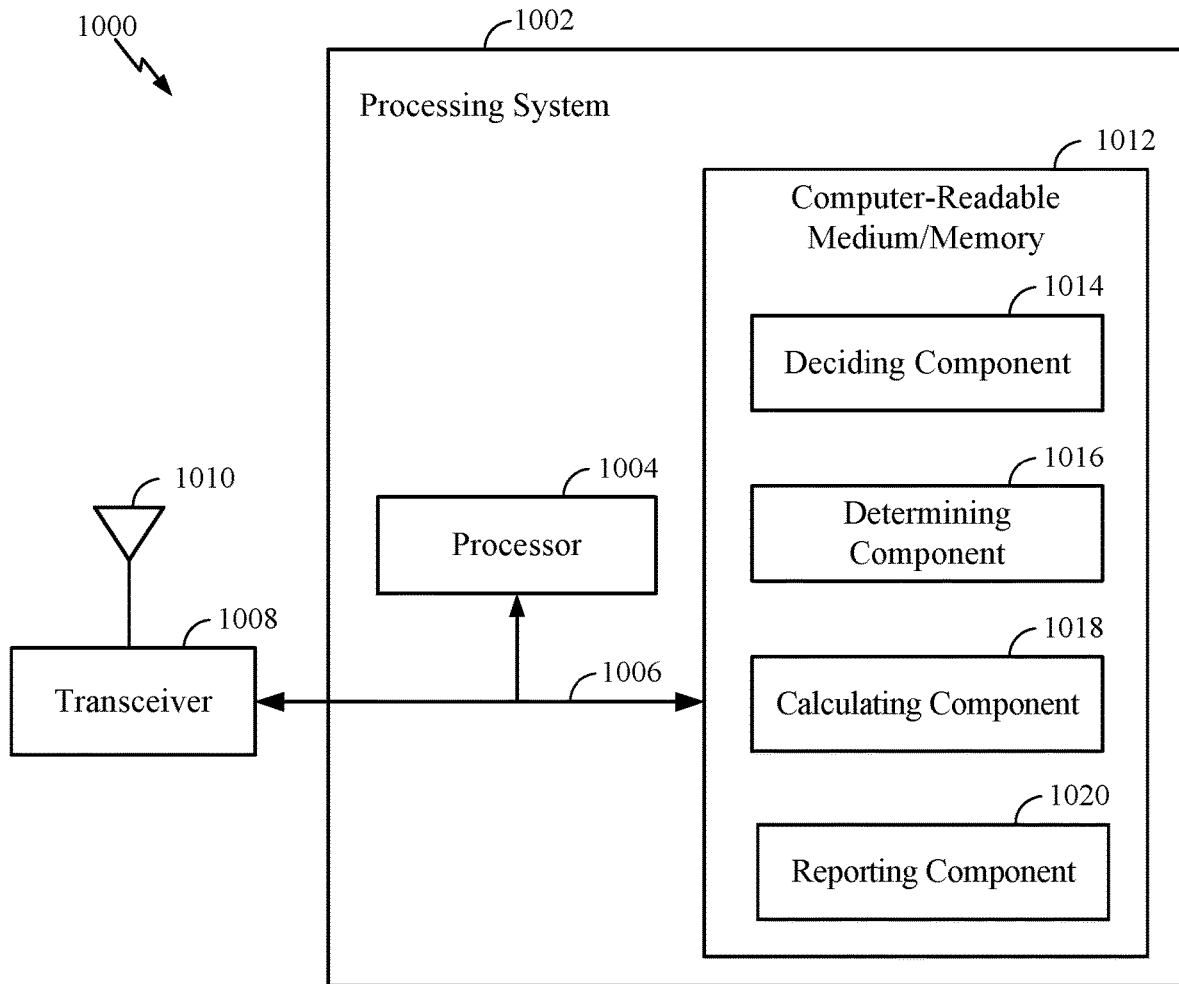 1000
1002
Processing System
1012
Computer-Readable
Medium/Memory
1014
Deciding Component
1016
Determining
Component
1004
Processor
1010
1018
Calculating Component
1008
Transceiver
1006
1020
Reporting Component